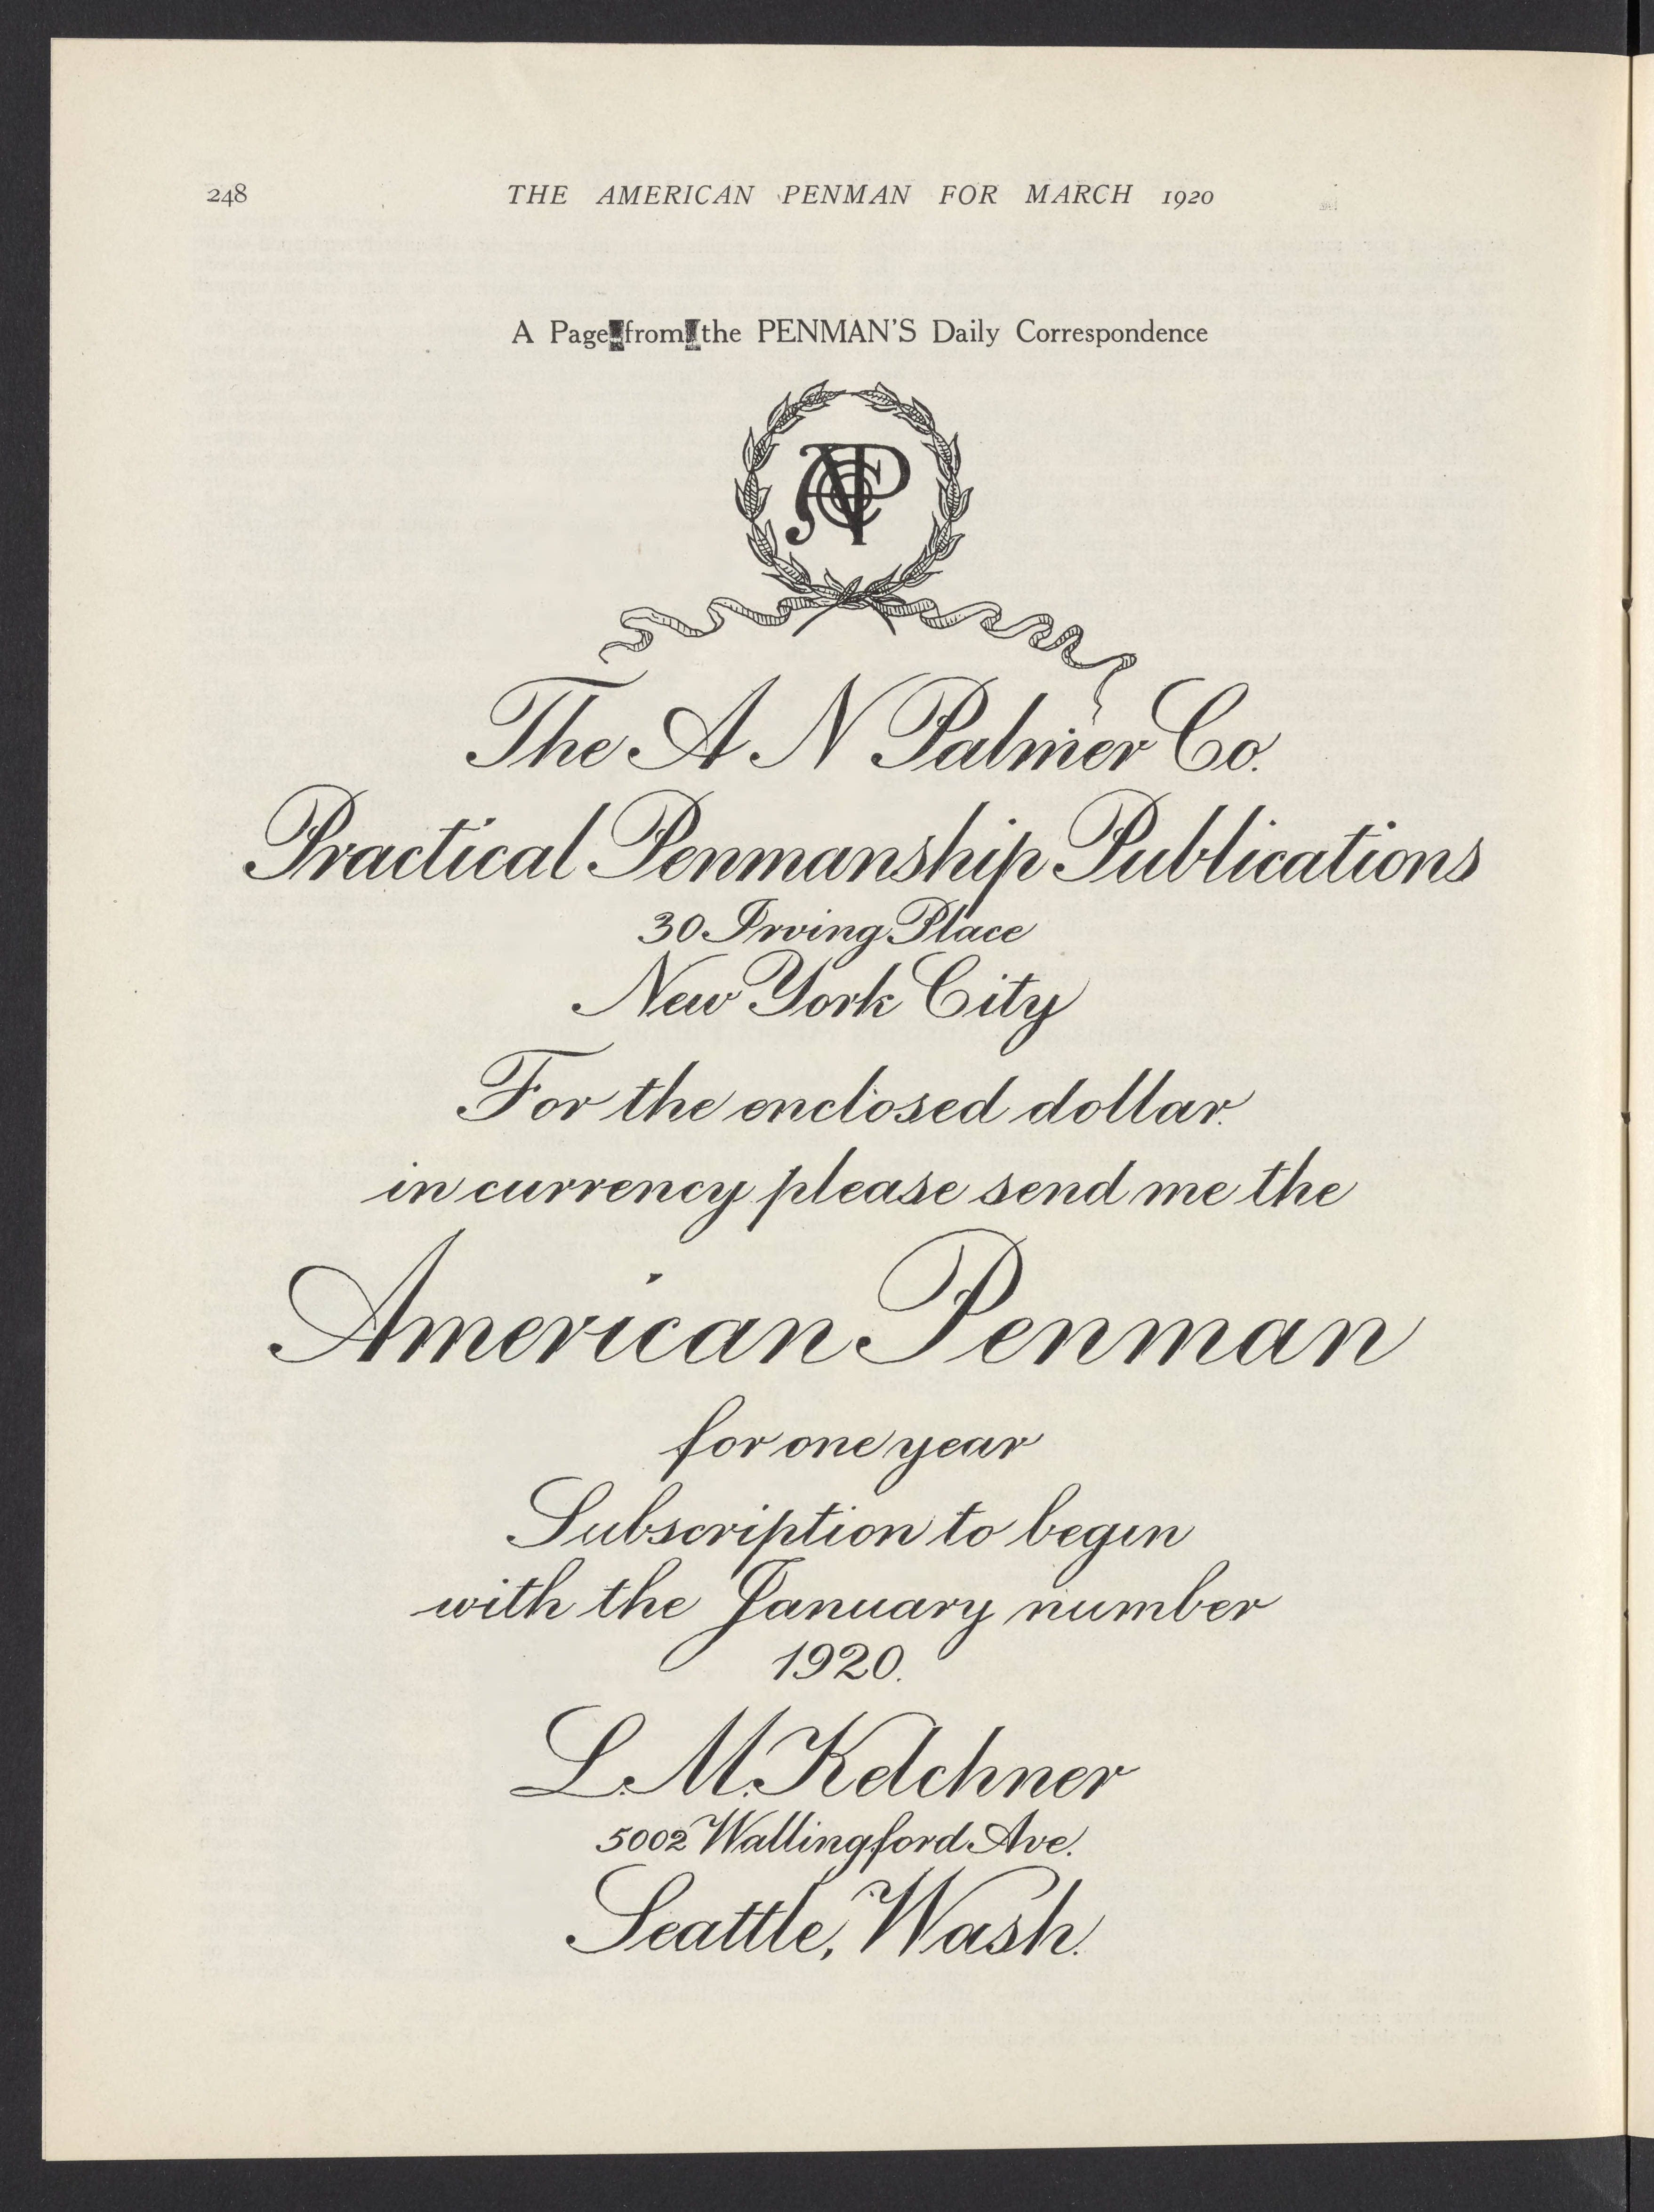 248 THE AMERICAN PENMAN FOR MARCH 1920
A Page from the PENMAN'S Daily Correspondence
The A N Palmer Co.
Practical Penmanship Publications
30 Irving Place
New York City
For the enclosed dollar.
in currency please send me the
American Penman
for one year
Subscription to begin
with the January number
1920.
L. M. Kelchner
5002 Wallingford Ave.
Seattle, Wash.